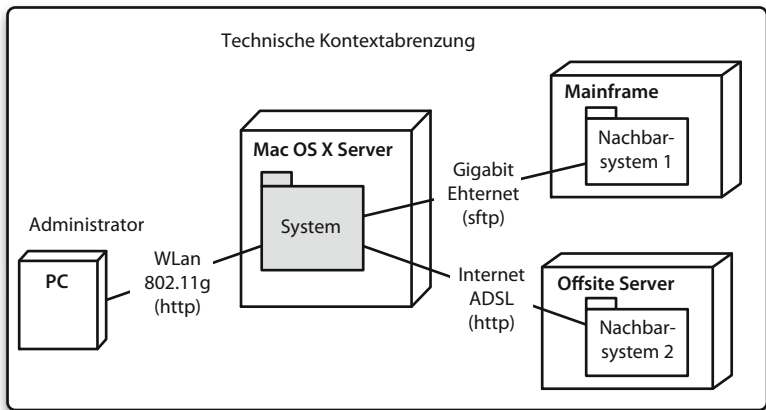 Technische Kontextabrenzung
Mainframe
Nachbar-
system 1
Mac OS X Server
System
Gigabit
Ehternet
(sftp)
Administrator
PC
WLan
802.11g
(http)
Internet
ADSL
(http)
Offsite Server
Nachbar-
system 2